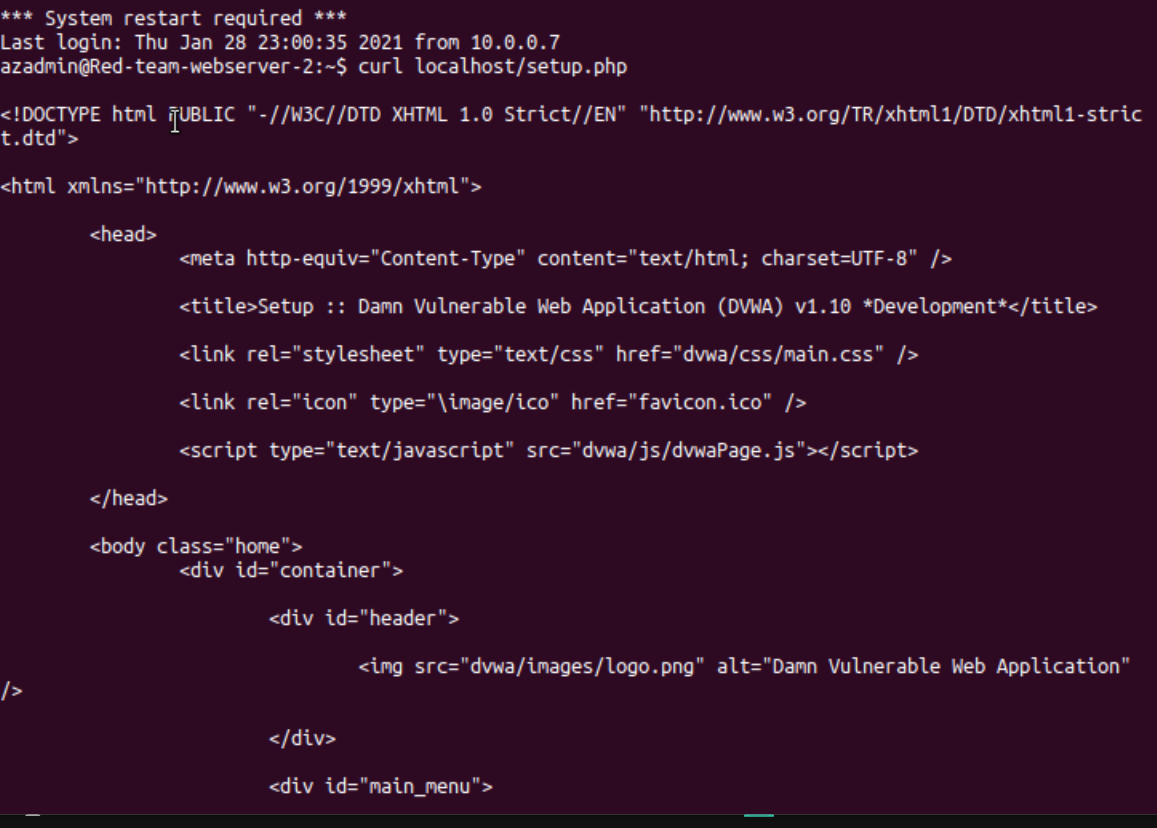 *** System restart required ***
Last login: Thu Jan 28 23:00:35 2021 from 10.0.0.7
azadmin@Red-team-webserver-2:~$ curl localhost/setup.php
<!DOCTYPE html PUBLIC "-//W3C//DTD XHTML 1.0 Strict//EN" "http://www.w3.org/TR/xhtml1/DTD/xhtml1-stric
t.dtd">
<html xmlns="http://www.w3.org/1999/xhtml">
<head>
<meta http-equiv="Content-Type" content="text/html; charset=UTF-8" />
<title>Setup :: Damn Vulnerable Web Application (DVWA) v1.10 *Development*</title>
<link rel="stylesheet" type="text/css" href="dvwa/css/main.css" />
<link rel="icon" type="\image/ico" href="favicon.ico" />
<script type="text/javascript" src="dvwa/js/dvwaPage.js"></script>
</head>
<body class="home">
<div id="container">
<div id="header">
<img src="dvwa/images/logo.png" alt="Damn Vulnerable Web Application"
/>
</div>
<div id="main_menu">